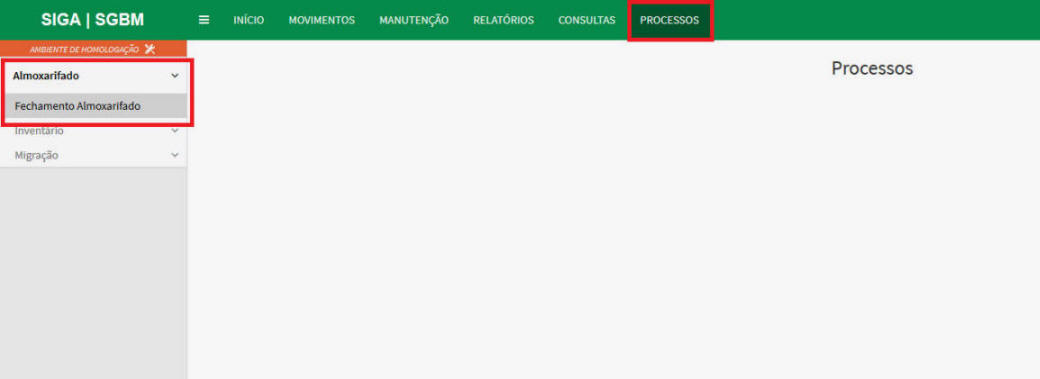 SIGA | SGBM
INÍCIO MOVIMENTOS MANUTENÇÃO RELATÓRIOS CONSULTAS PROCESSOS
AMBIENTE DE HOMOLOGAÇÃO
Almoxarifado
Fechamento Almoxarifado
Inventário
Migração
Processos